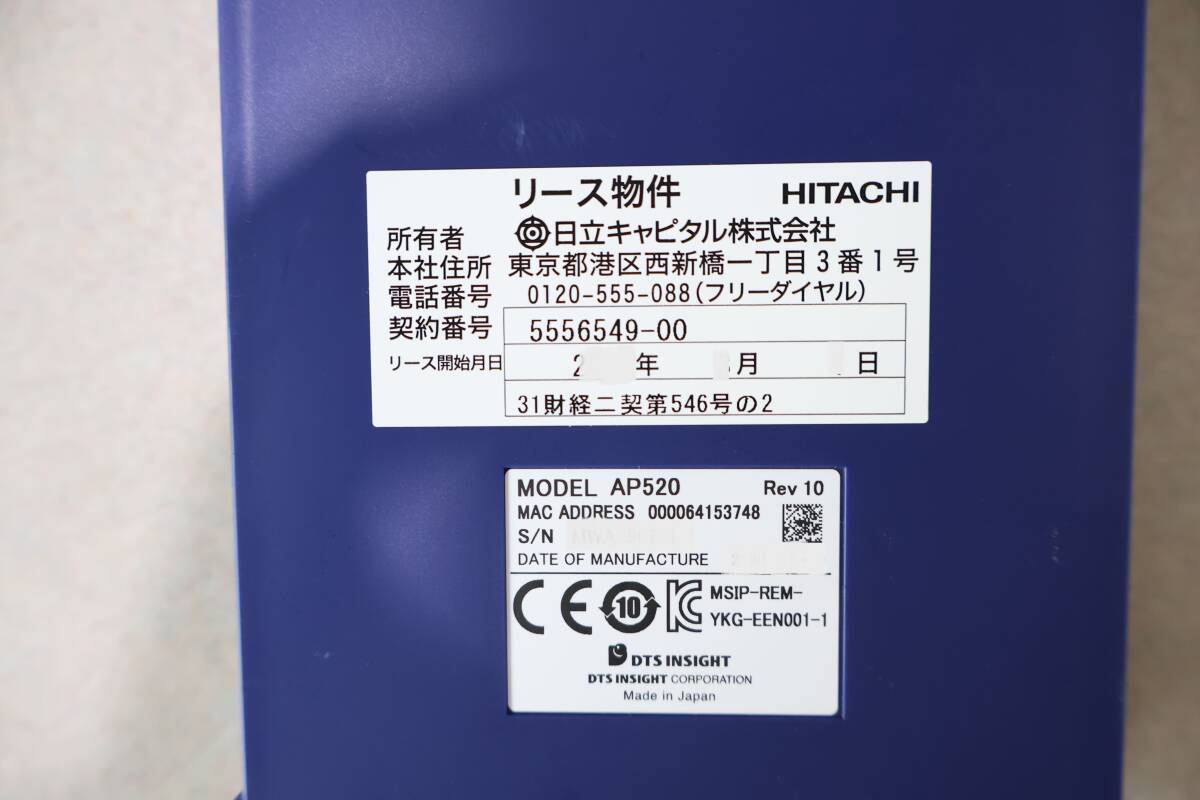 リース物件 HITACHI
所有者 日立キャピタル株式会社
本社住所 東京都港区西新橋一丁目3番1号
電話番号 0120-555-088(フリーダイヤル)
契約番号 5556549-00
リース開始月日 2 年 月 日
31財経二契第546号の2
MODEL AP520 Rev 10
MAC ADDRESS 000064153748
S/N
DATE OF MANUFACTURE
CE 10 KC MSIP-REM-
YKG-EEN001-1
DTS INSIGHT
DTS INSIGHT CORPORATION
Made in Japan